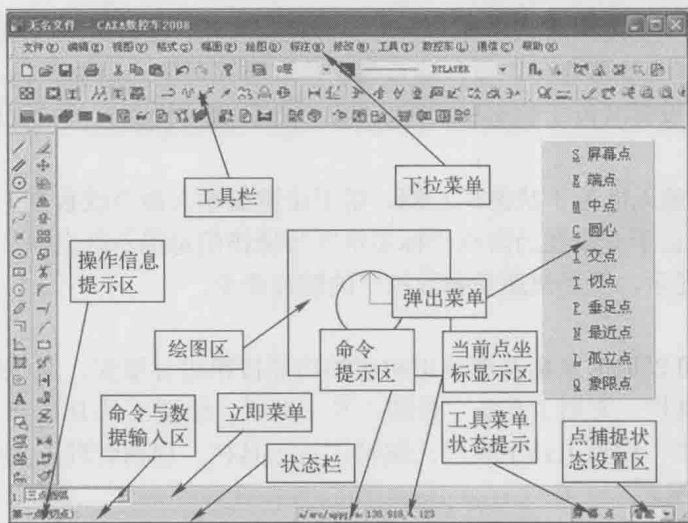 无名文件 - CAXA数控车2008
文件(F) 编辑(E) 视图(V) 格式(S) 幅面(P) 绘图(D) 标注(N) 修改(M) 工具(T) 数控车(L) 通信(C) 帮助(H)
0层
BYLAYER
工具栏
下拉菜单
S 屏幕点
E 端点
M 中点
C 圆心
I 交点
T 切点
P 垂足点
N 最近点
L 孤立点
Q 象限点
操作信息
提示区
弹出菜单
绘图区
命令
提示区
当前点坐
标显示区
命令与数
据输入区
立即菜单
状态栏
工具菜单
状态提示
点捕捉状
态设置区
1: 三点圆弧
第一点(切点):
屏幕点
智能